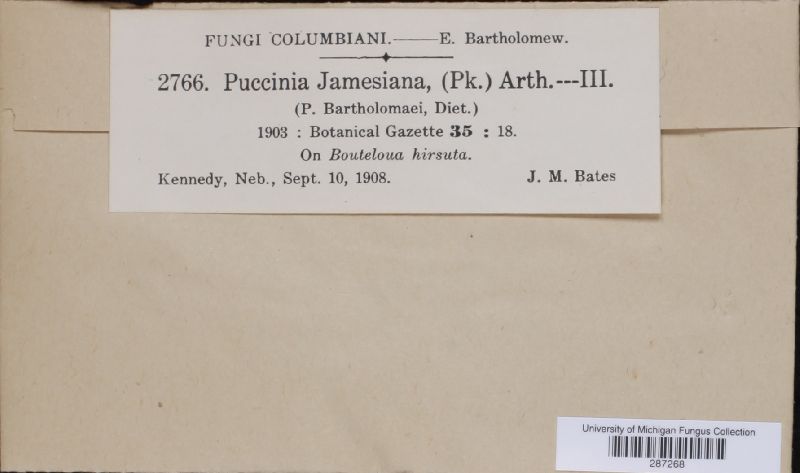 FUNGI COLUMBIANI.——E. Bartholomew.
2766. Puccinia Jamesiana, (Pk.) Arth.---III.
(P. Bartholomaei, Diet.)
1903 : Botanical Gazette 35 : 18.
On Bouteloua hirsuta.
Kennedy, Neb., Sept. 10, 1908. J. M. Bates
University of Michigan Fungus Collection
287268